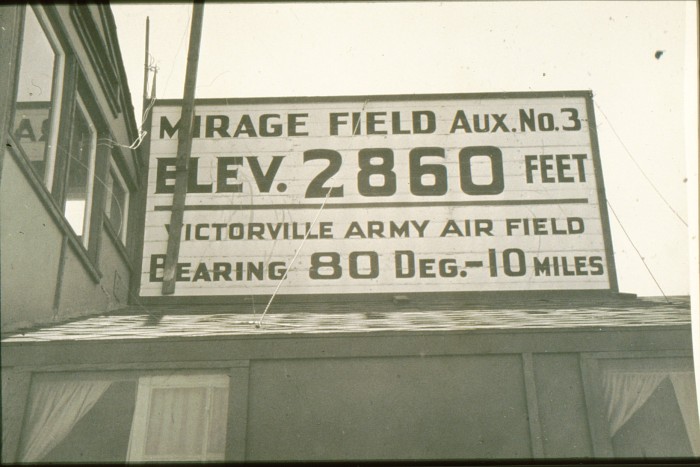 MIRAGE FIELD AUX. NO. 3
ELEV. 2860 FEET
VICTORVILLE ARMY AIR FIELD
BEARING 80 DEG.-10 MILES